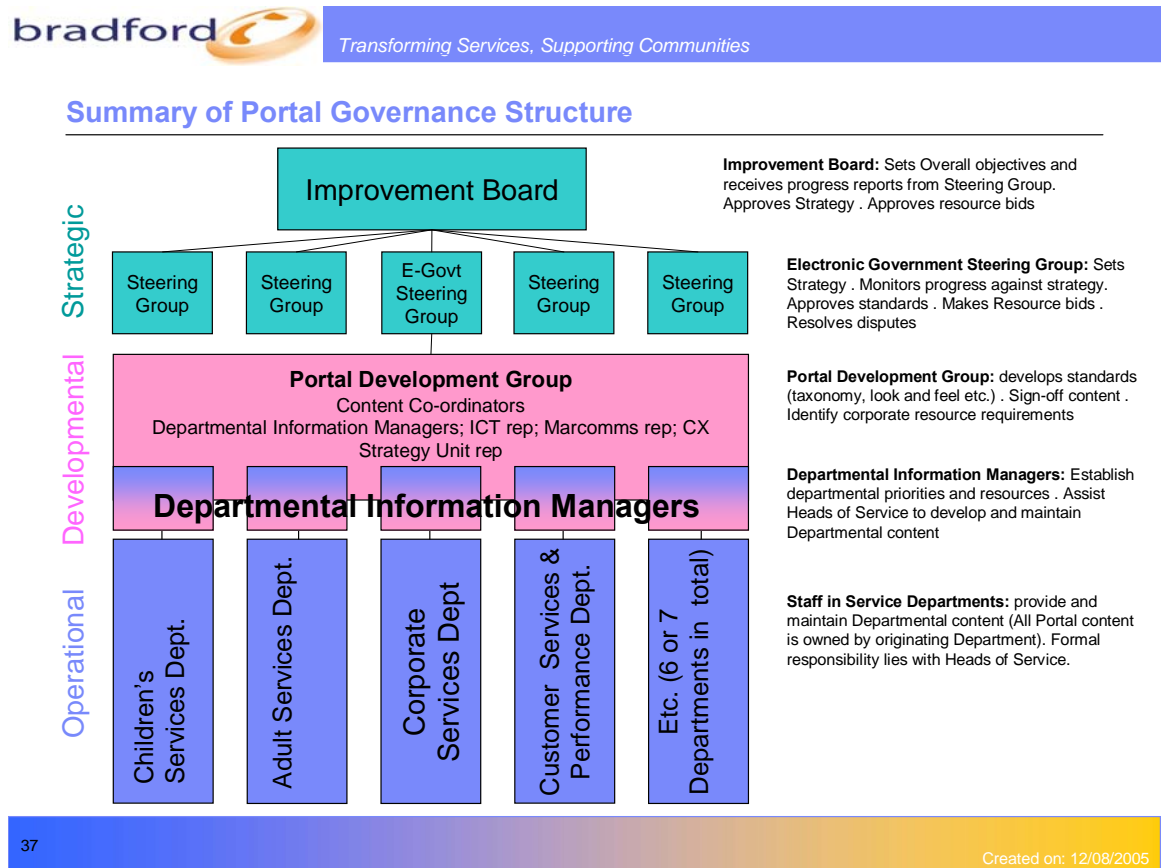 bradford
Transforming Services, Supporting Communities
Summary of Portal Governance Structure
Strategic
Improvement Board
Steering
Group
Steering
Group
E-Govt
Steering
Group
Steering
Group
Steering
Group
Developmental
Portal Development Group
Content Co-ordinators
Departmental Information Managers; ICT rep; Marcomms rep; CX
Strategy Unit rep
Departmental Information Managers
Operational
Children's
Services Dept.
Adult Services Dept.
Corporate
Services Dept
Customer Services &
Performance Dept.
Etc. (6 or 7
Departments in total)
Improvement Board: Sets Overall objectives and
receives progress reports from Steering Group.
Approves Strategy . Approves resource bids
Electronic Government Steering Group: Sets
Strategy . Monitors progress against strategy.
Approves standards . Makes Resource bids .
Resolves disputes
Portal Development Group: develops standards
(taxonomy, look and feel etc.) . Sign-off content .
Identify corporate resource requirements
Departmental Information Managers: Establish
departmental priorities and resources . Assist
Heads of Service to develop and maintain
Departmental content
Staff in Service Departments: provide and
maintain Departmental content (All Portal content
is owned by originating Department). Formal
responsibility lies with Heads of Service.
37
Created on: 12/08/2005